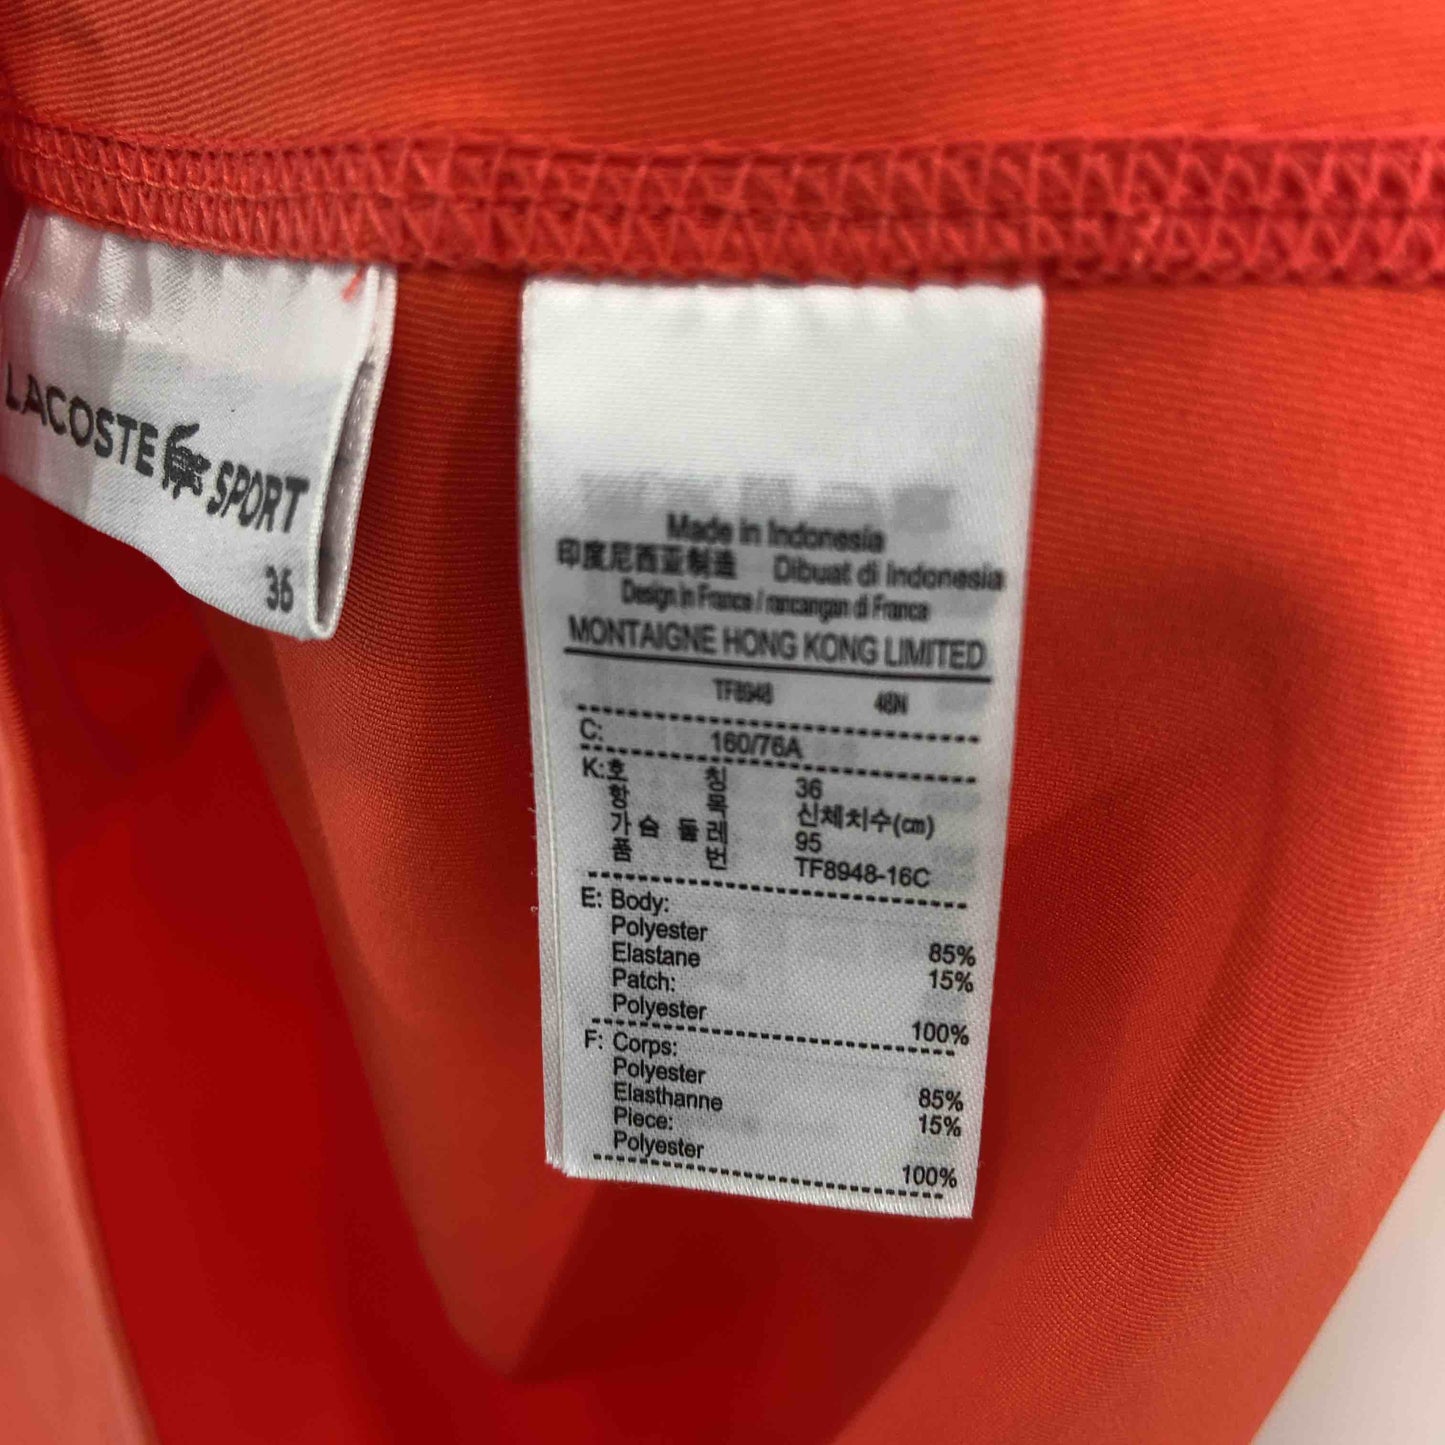 LACOSTE SPORT
36
Made in Indonesia
印度尼西亚制造 Dibuat di Indonesia
Design in France / rancangan di Franca
MONTAIGNE HONG KONG LIMITED
TF8948 48N
C: 160/76A
K: 호 칭 36
항 목 신체치수(㎝)
가 슴 둘 레 95
품 번 TF8948-16C
E: Body:
Polyester 85%
Elastane 15%
Patch:
Polyester 100%
F: Corps:
Polyester 85%
Elasthanne 15%
Piece:
Polyester 100%